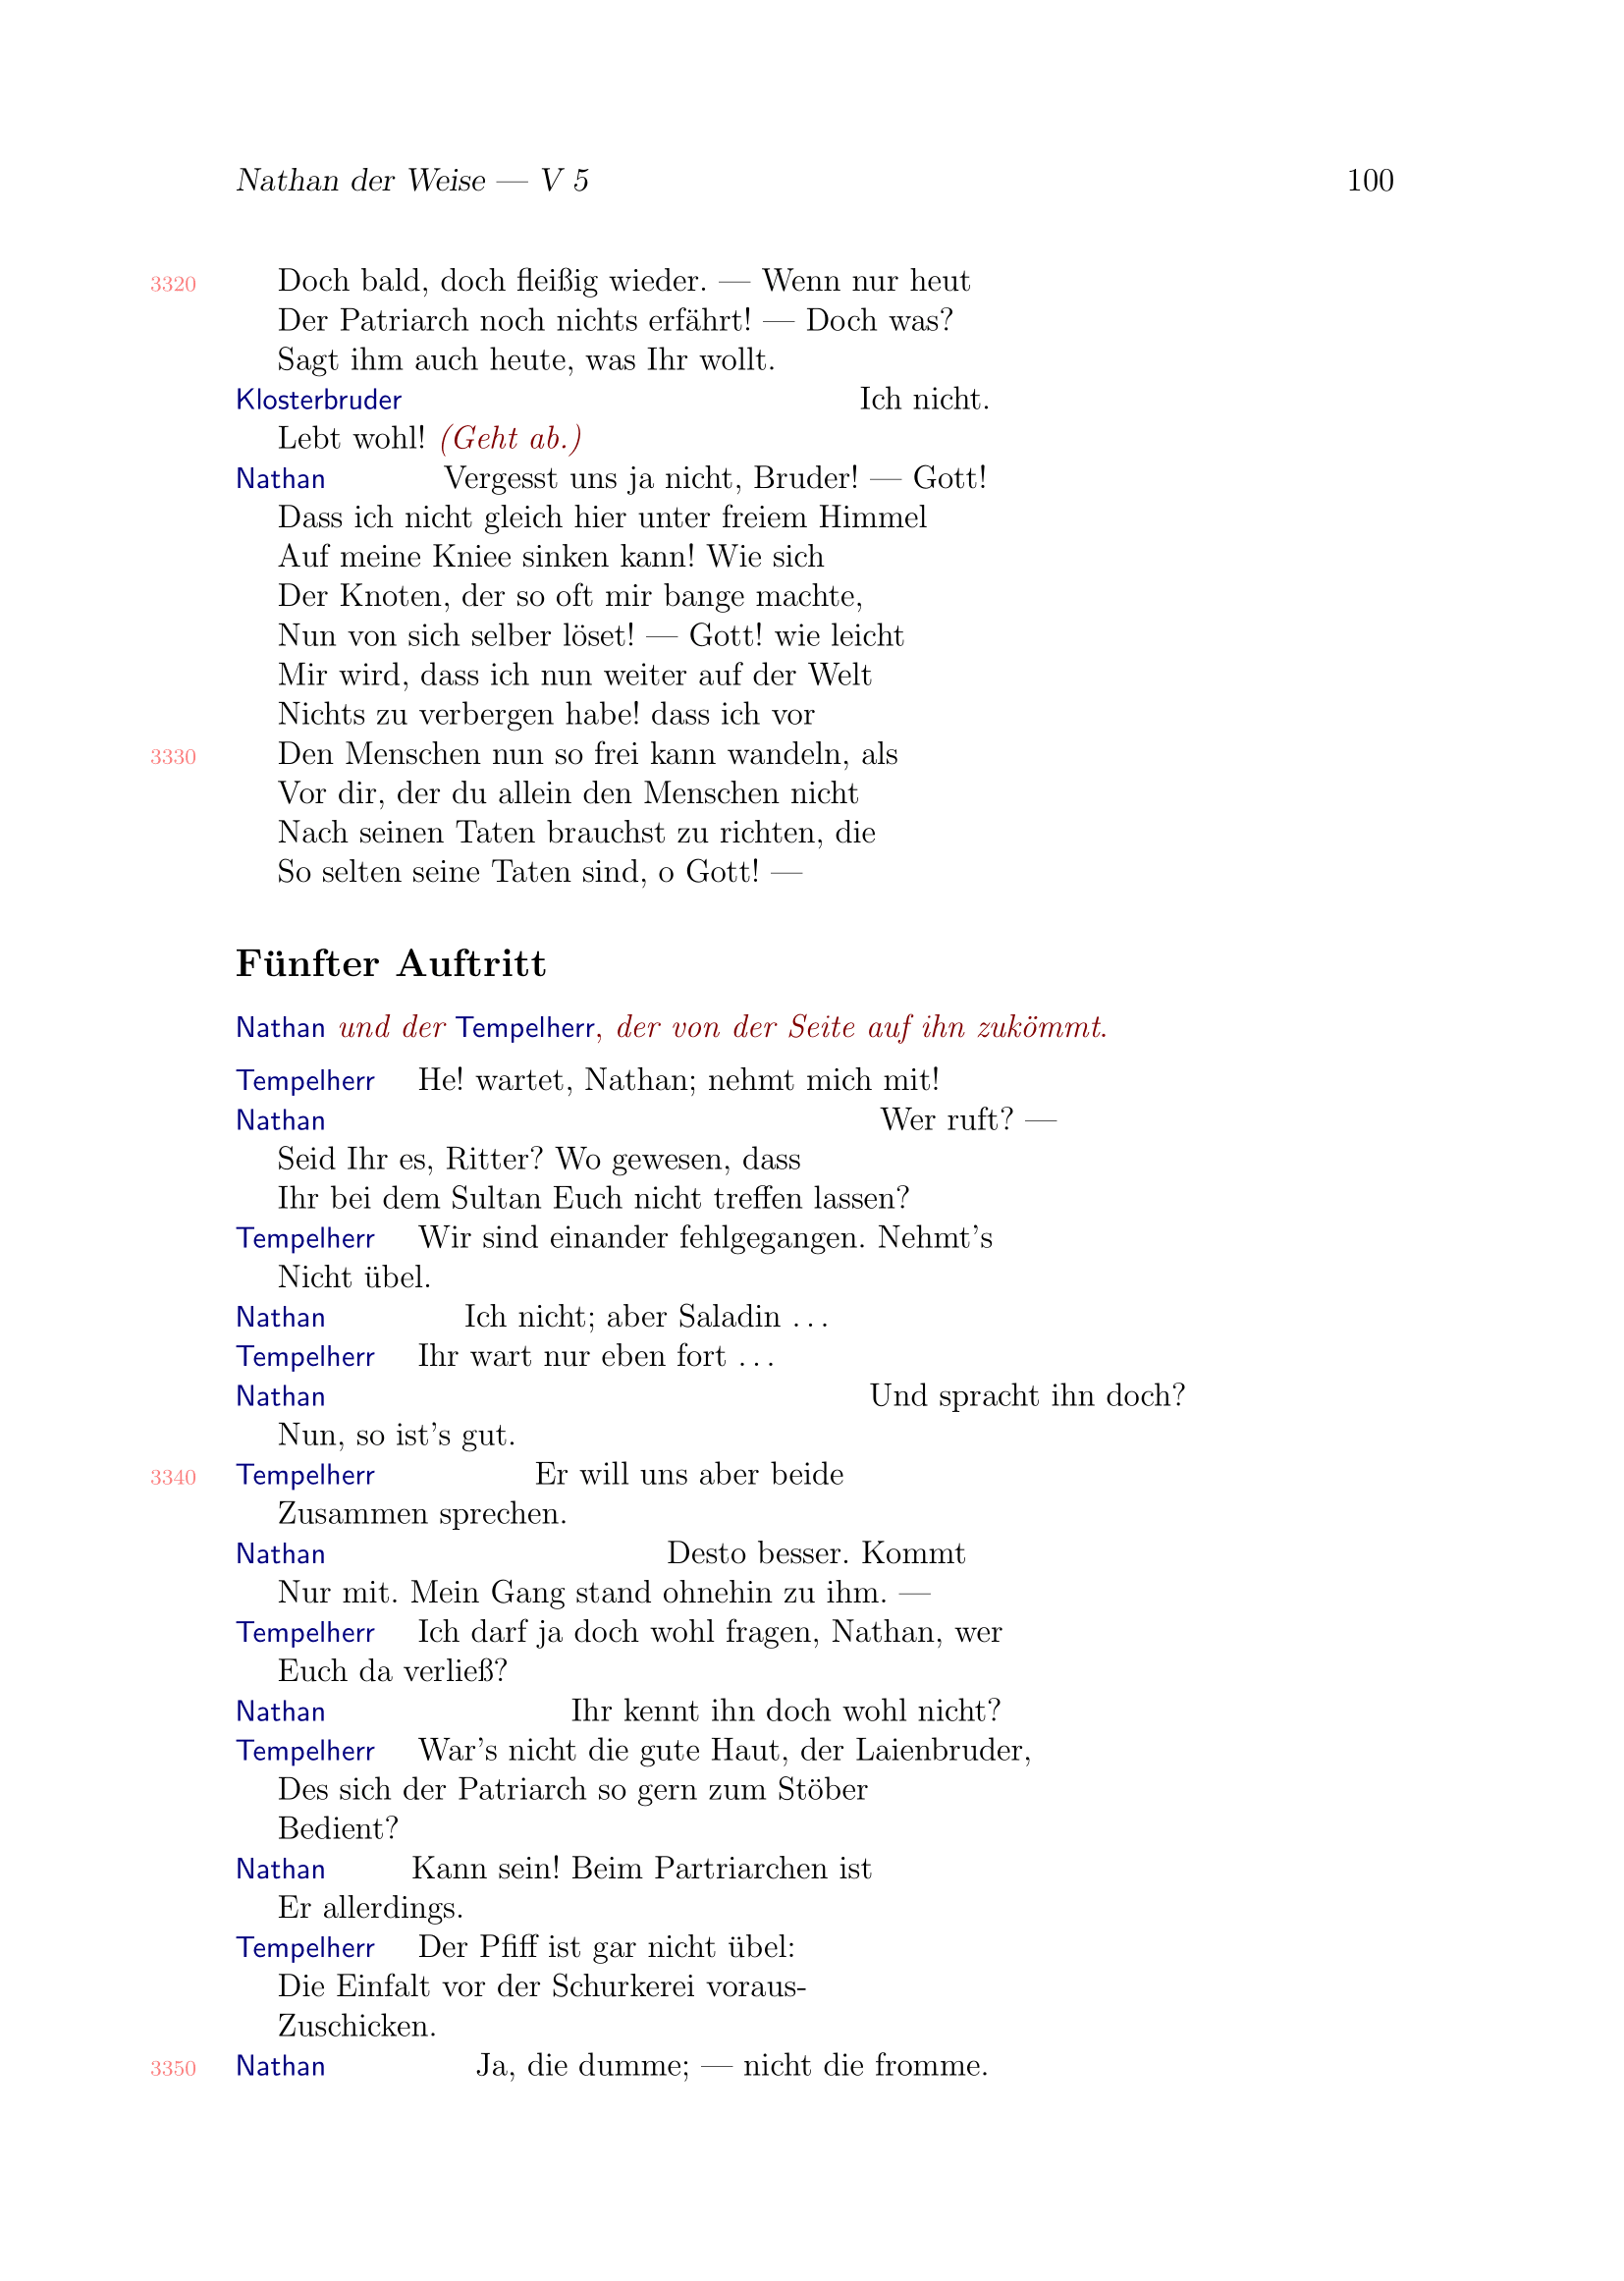 Nathan der Weise — V 5 100
3320 Doch bald, doch fleißig wieder. — Wenn nur heut
Der Patriarch noch nichts erfährt! — Doch was?
Sagt ihm auch heute, was Ihr wollt.
Klosterbruder Ich nicht.
Lebt wohl! (Geht ab.)
Nathan Vergesst uns ja nicht, Bruder! — Gott!
Dass ich nicht gleich hier unter freiem Himmel
Auf meine Kniee sinken kann! Wie sich
Der Knoten, der so oft mir bange machte,
Nun von sich selber löset! — Gott! wie leicht
Mir wird, dass ich nun weiter auf der Welt
Nichts zu verbergen habe! dass ich vor
3330 Den Menschen nun so frei kann wandeln, als
Vor dir, der du allein den Menschen nicht
Nach seinen Taten brauchst zu richten, die
So selten seine Taten sind, o Gott! —
Fünfter Auftritt
Nathan und der Tempelherr, der von der Seite auf ihn zukömmt.
Tempelherr He! wartet, Nathan; nehmt mich mit!
Nathan Wer ruft? —
Seid Ihr es, Ritter? Wo gewesen, dass
Ihr bei dem Sultan Euch nicht treffen lassen?
Tempelherr Wir sind einander fehlgegangen. Nehmt's
Nicht übel.
Nathan Ich nicht; aber Saladin …
Tempelherr Ihr wart nur eben fort …
Nathan Und spracht ihn doch?
Nun, so ist's gut.
3340 Tempelherr Er will uns aber beide
Zusammen sprechen.
Nathan Desto besser. Kommt
Nur mit. Mein Gang stand ohnehin zu ihm. —
Tempelherr Ich darf ja doch wohl fragen, Nathan, wer
Euch da verließ?
Nathan Ihr kennt ihn doch wohl nicht?
Tempelherr War's nicht die gute Haut, der Laienbruder,
Des sich der Patriarch so gern zum Stöber
Bedient?
Nathan Kann sein! Beim Partriarchen ist
Er allerdings.
Tempelherr Der Pfiff ist gar nicht übel:
Die Einfalt vor der Schurkerei voraus-
Zuschicken.
3350 Nathan Ja, die dumme; — nicht die fromme.